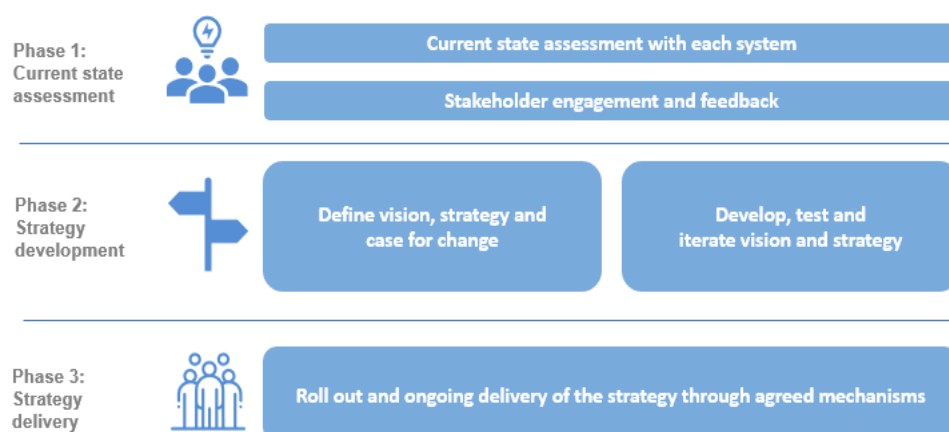 Phase 1:
Current state
assessment
Current state assessment with each system
Stakeholder engagement and feedback
Phase 2:
Strategy
development
Define vision, strategy and
case for change
Develop, test and
iterate vision and strategy
Phase 3:
Strategy
delivery
Roll out and ongoing delivery of the strategy through agreed mechanisms